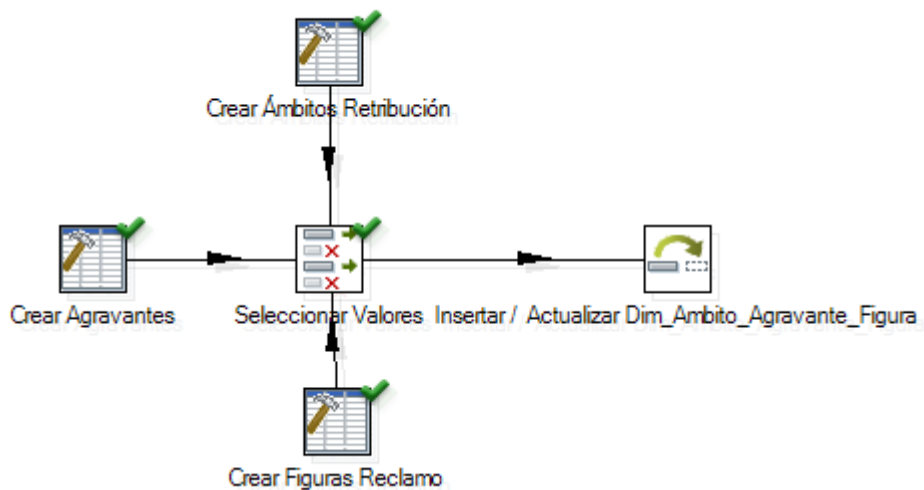 Crear Ámbitos Retribución
Crear Agravantes
Seleccionar Valores
Insertar / Actualizar Dim_Ambito_Agravante_Figura
Crear Figuras Reclamo